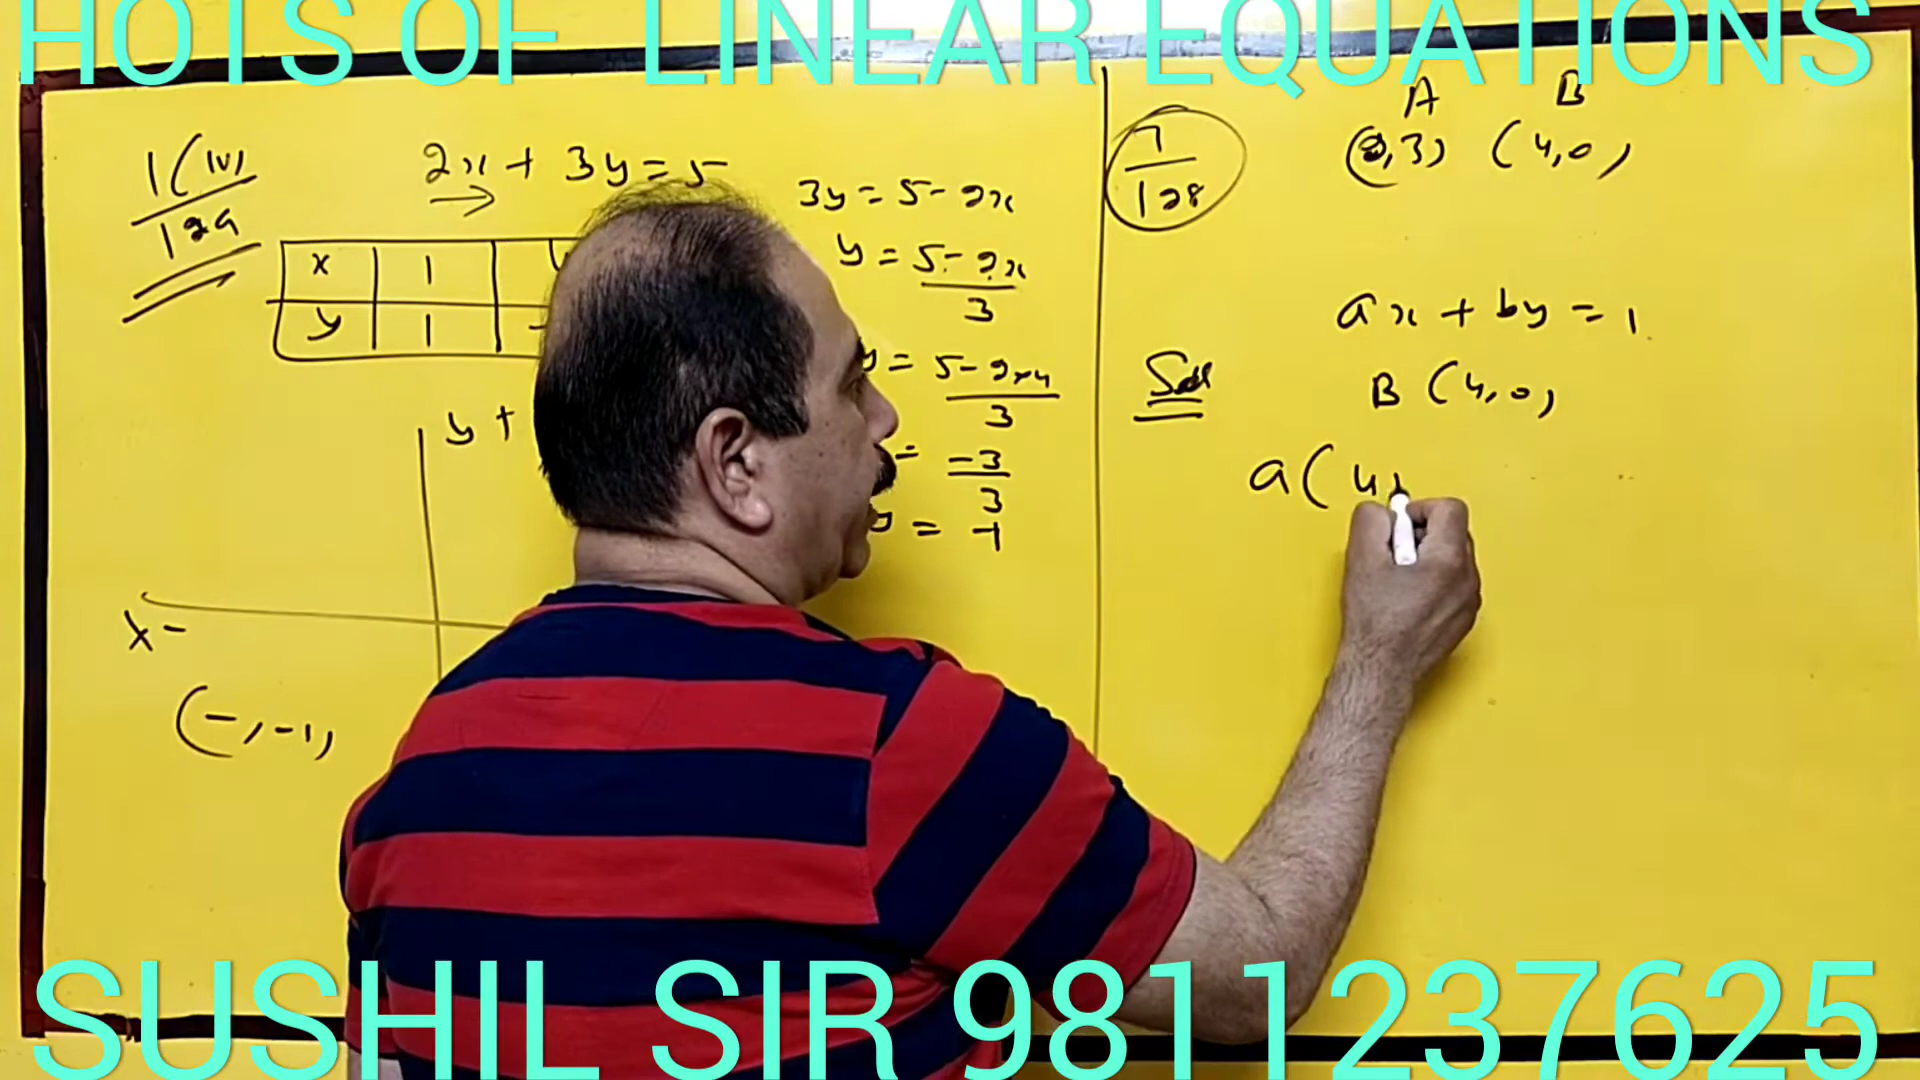 HOTS OF LINEAR EQUATIONS
1(iv)
129
2x + 3y = 5
x | 1
y | 1
3y = 5 - 2x
y = 5 - 2x
3
y = 5 - 2×4
3
= -3
3
y = -1
y +
x -
(-, -1)
7
128
A B
,3) (4,0)
ax + by = 1
Sol
B (4,0)
a(4)
SUSHIL SIR 9811237625